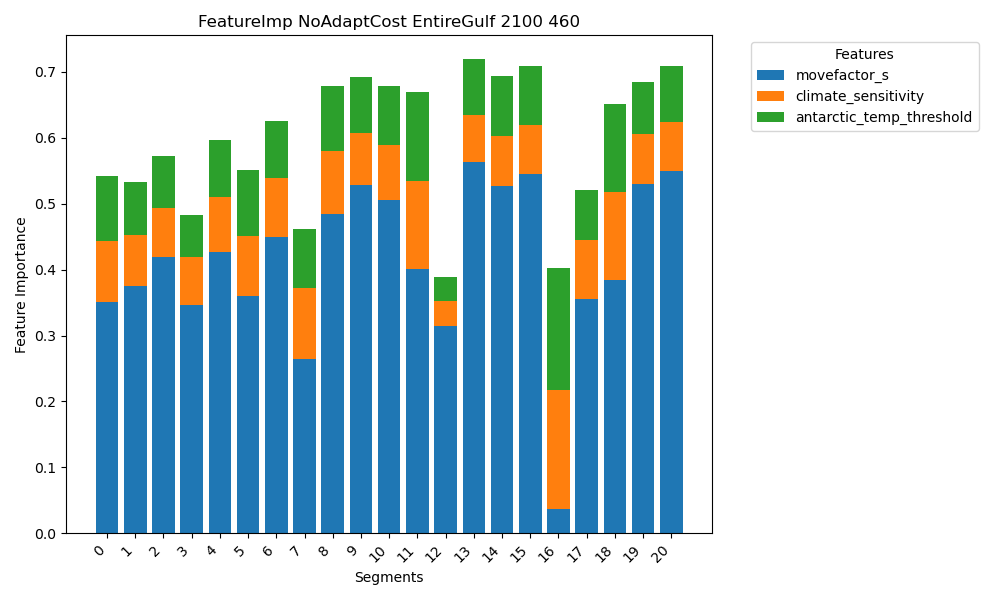 FeatureImp NoAdaptCost EntireGulf 2100 460
Features
movefactor_s
climate_sensitivity
antarctic_temp_threshold
Feature Importance
0.7
0.6
0.5
0.4
0.3
0.2
0.1
0.0
0 1 2 3 4 5 6 7 8 9 10 11 12 13 14 15 16 17 18 19 20
Segments